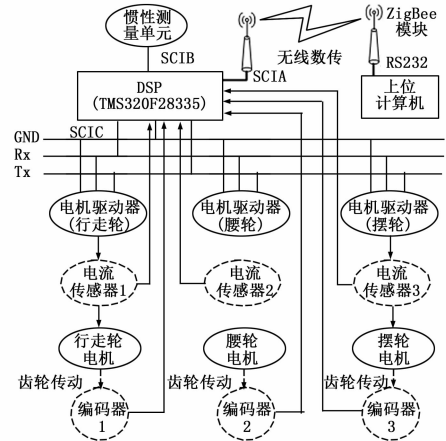 惯性测
量单元
ZigBee
模块
无线数传
SCIB
SCIA
RS232
DSP
(TMS320F28335)
上位
计算机
GND
SCIC
Rx
Tx
电机驱动器
(行走轮)
电机驱动器
(腰轮)
电机驱动器
(摆轮)
电流
传感器1
电流
传感器2
电流
传感器3
行走轮
电机
腰轮
电机
摆轮
电机
齿轮传动
齿轮传动
齿轮传动
编码器
1
编码器
2
编码器
3